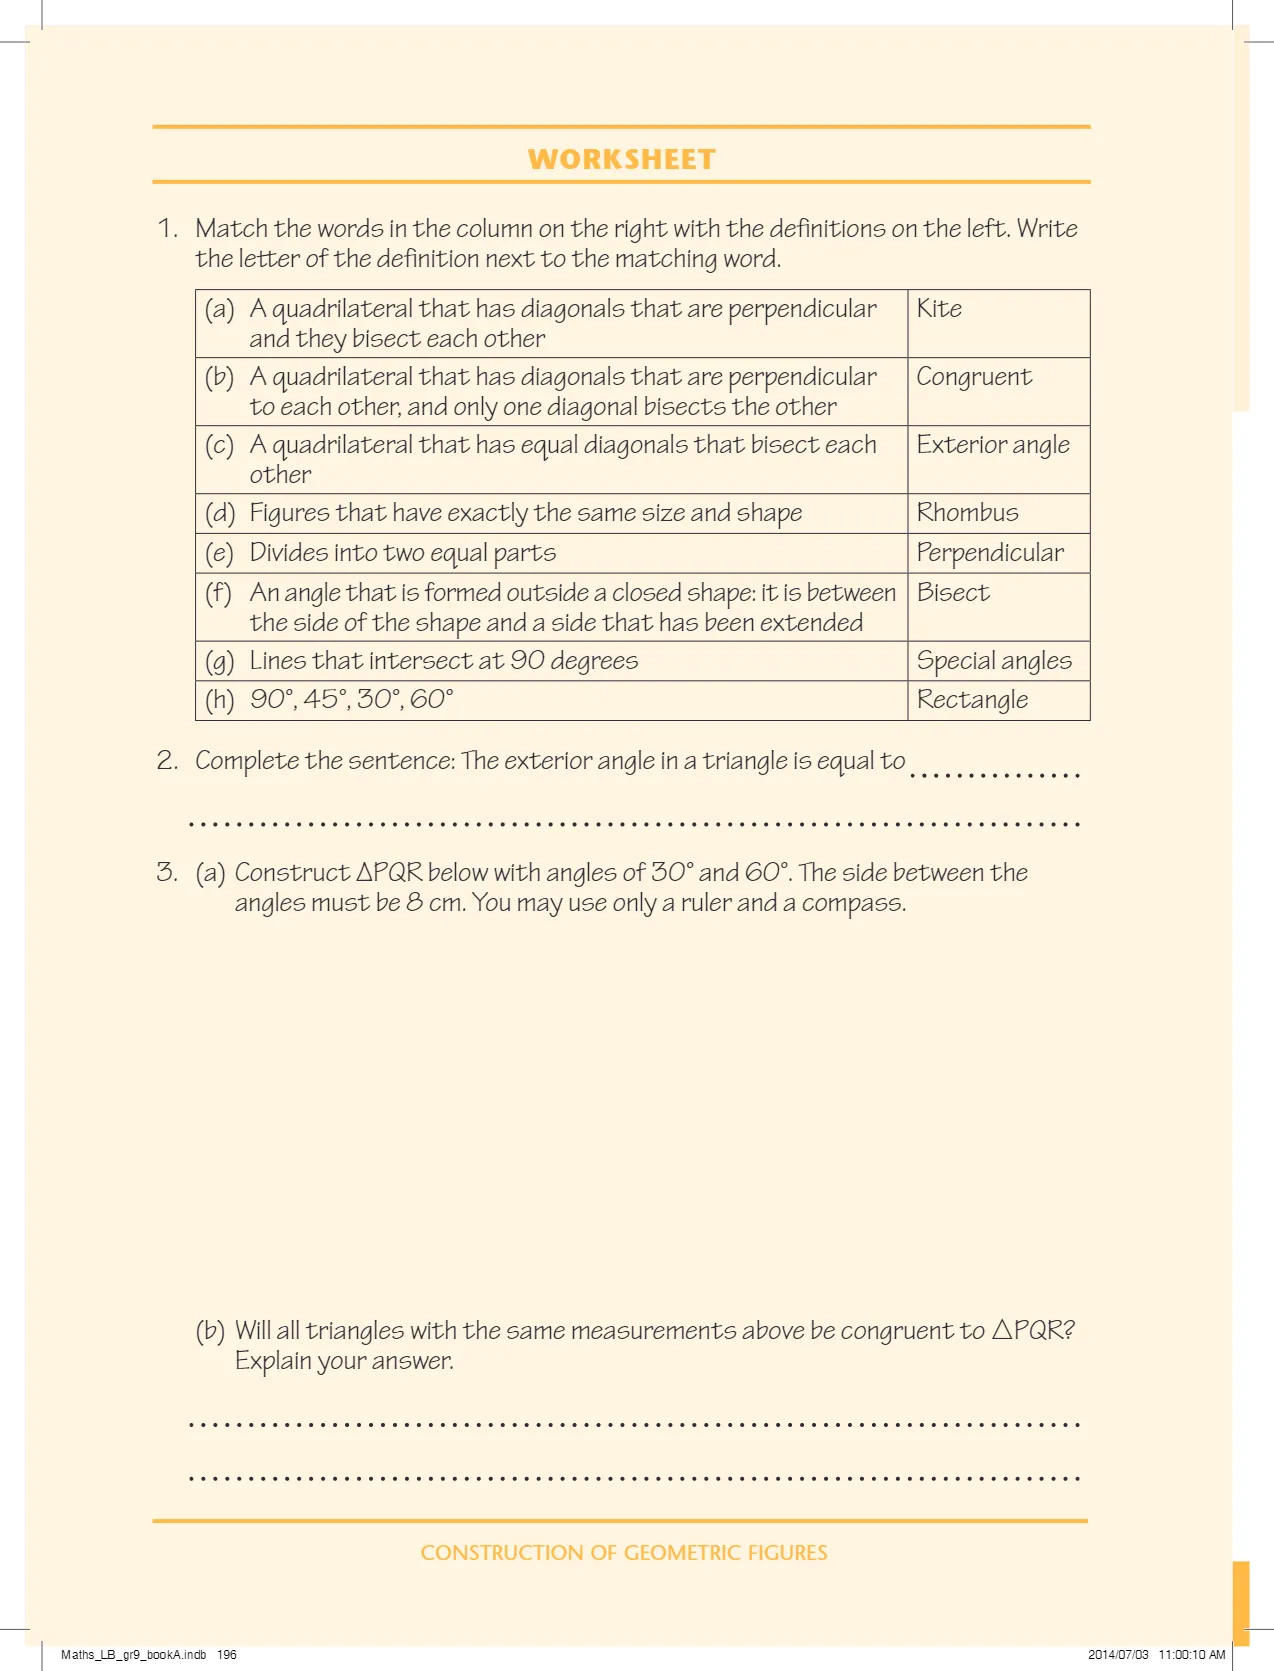 WORKSHEET
1. Match the words in the column on the right with the definitions on the left. Write
the letter of the definition next to the matching word.
(a) A quadrilateral that has diagonals that are perpendicular
and they bisect each other
Kite
(b) A quadrilateral that has diagonals that are perpendicular
to each other, and only one diagonal bisects the other
Congruent
(c) A quadrilateral that has equal diagonals that bisect each
other
Exterior angle
(d) Figures that have exactly the same size and shape
Rhombus
(e) Divides into two equal parts
Perpendicular
(f) An angle that is formed outside a closed shape: it is between
the side of the shape and a side that has been extended
Bisect
(g) Lines that intersect at 90 degrees
Special angles
(h) 90°, 45°, 30°, 60°
Rectangle
2. Complete the sentence: The exterior angle in a triangle is equal to
3. (a) Construct ΔPQR below with angles of 30° and 60°. The side between the
angles must be 8 cm. You may use only a ruler and a compass.
(b) Will all triangles with the same measurements above be congruent to △PQR?
Explain your answer.
CONSTRUCTION OF GEOMETRIC FIGURES
Maths_LB_gr9_bookA.indb 196
2014/07/03 11:00:10 AM